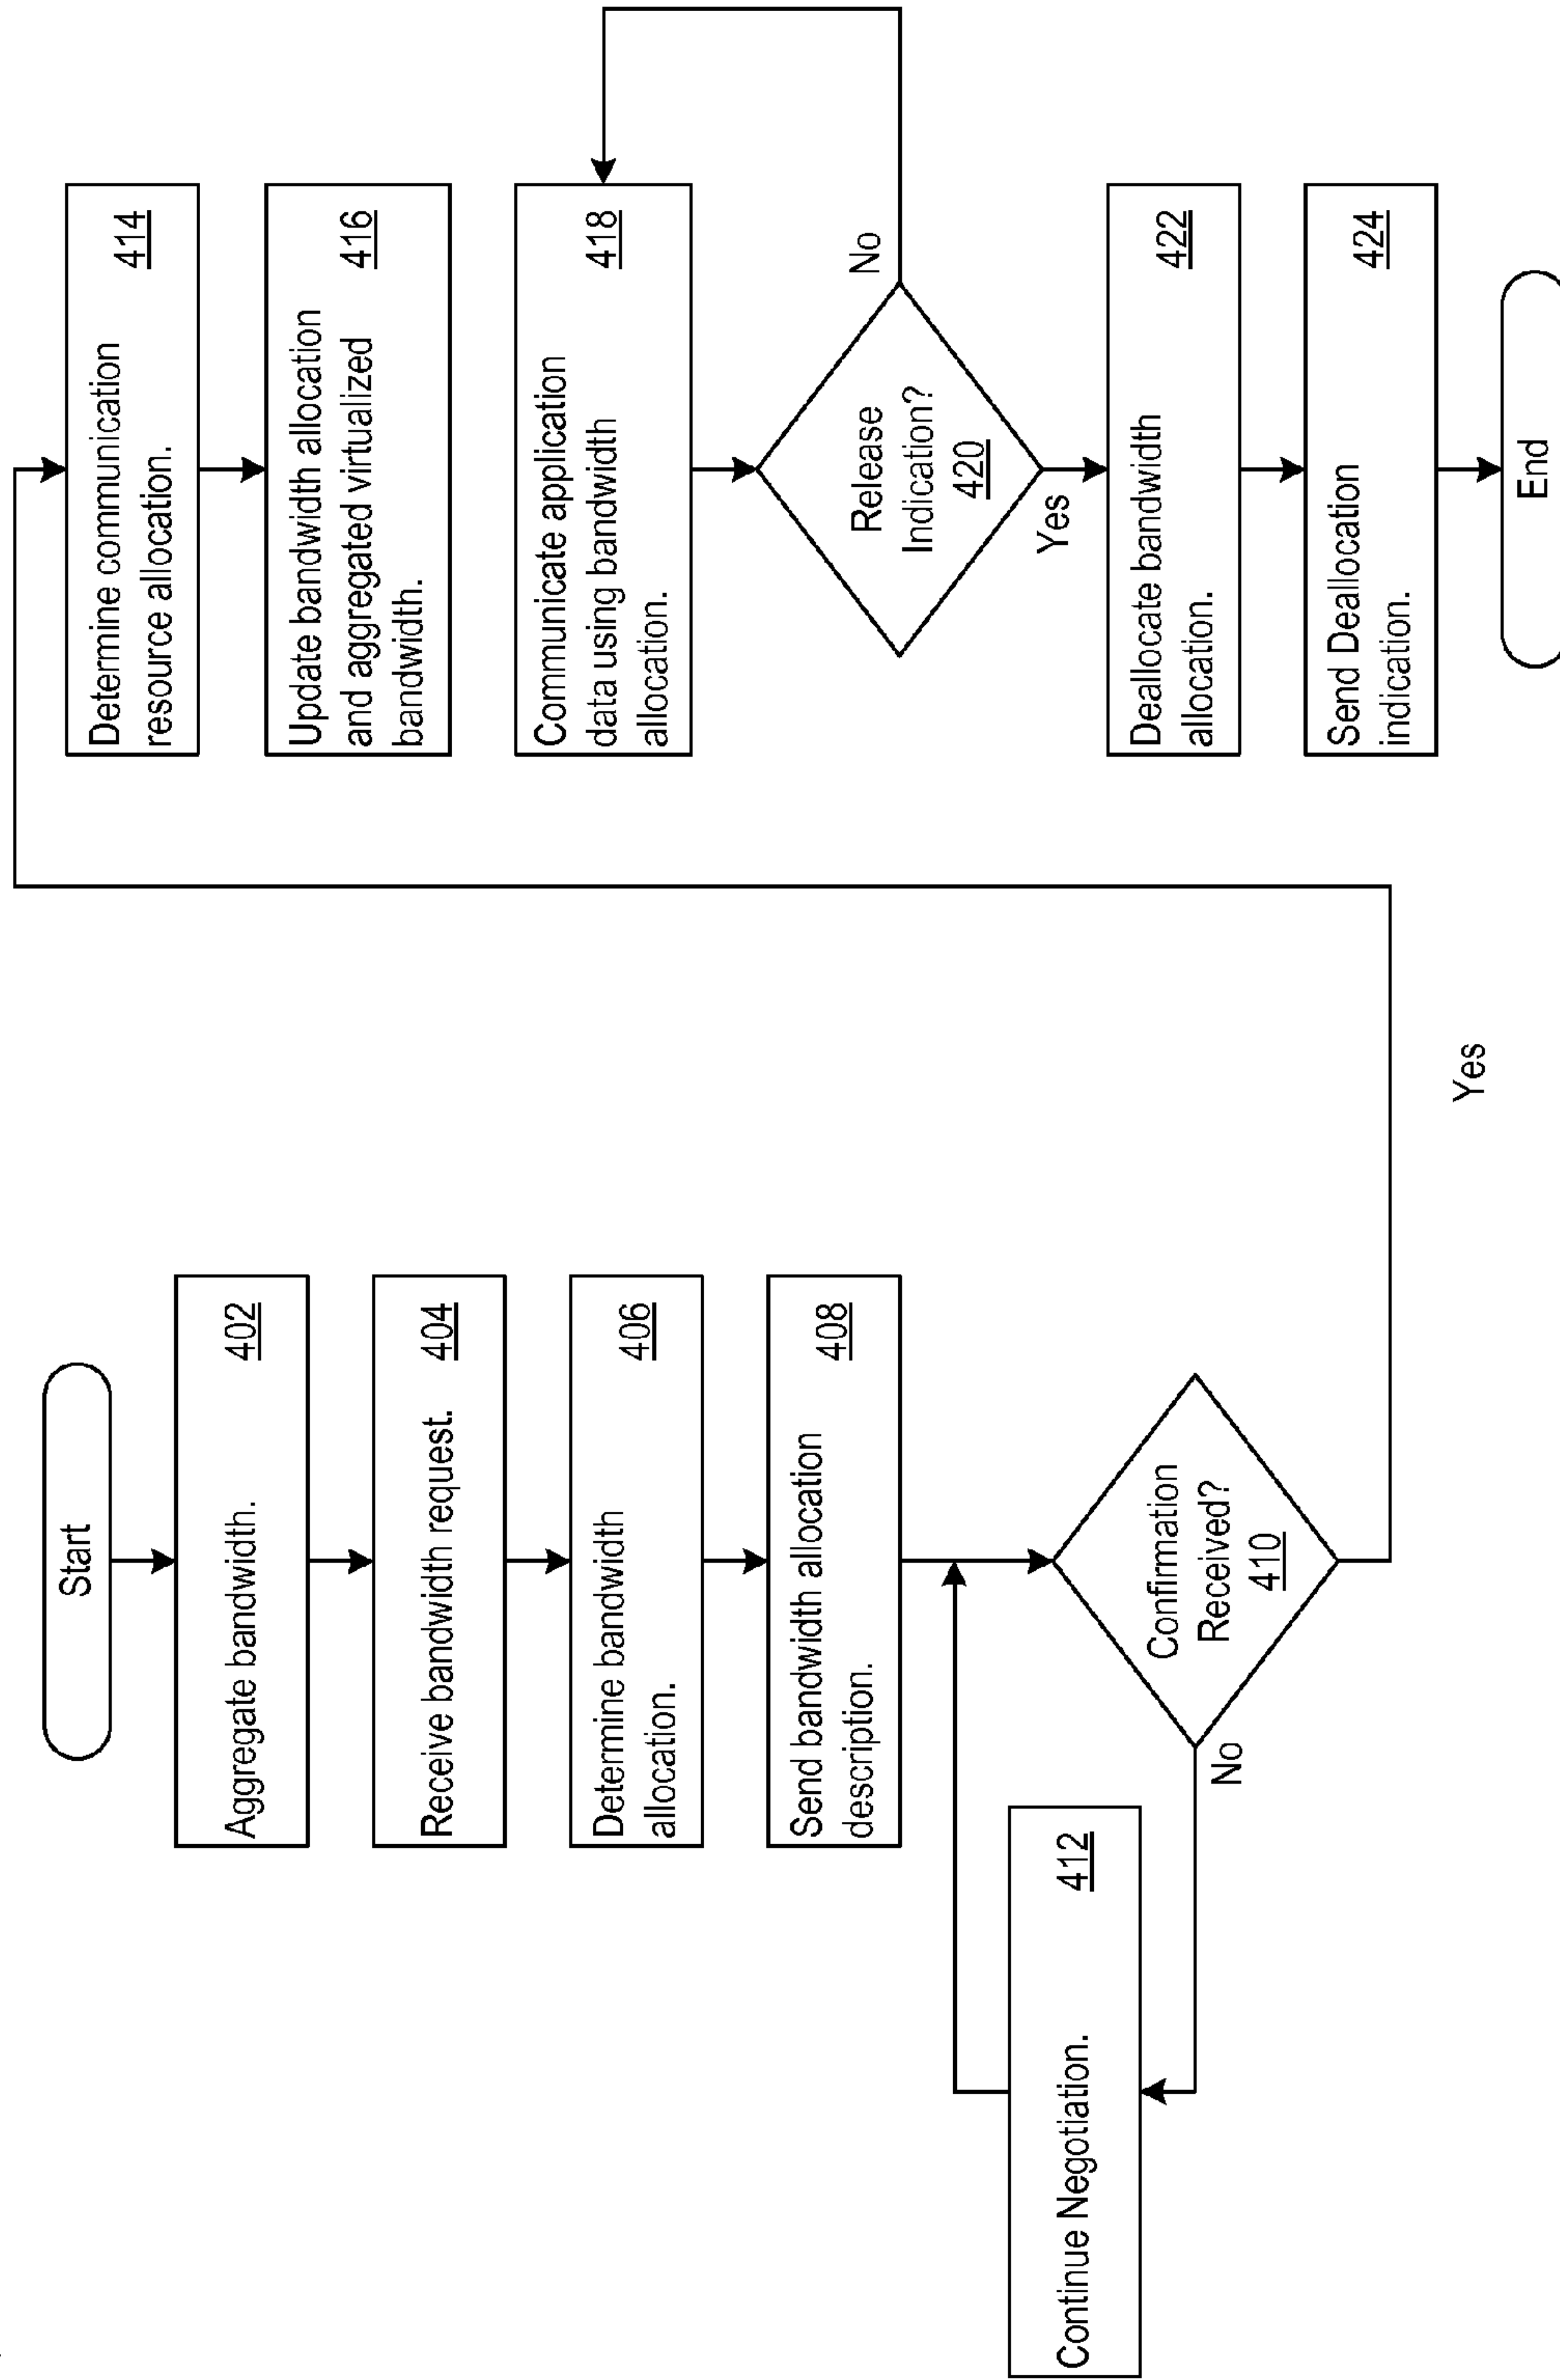 Start
Aggregate bandwidth.
402
Receive bandwidth request.
404
Determine bandwidth
allocation.
406
Send bandwidth allocation
description.
408
Confirmation
Received?
410
No
Continue Negotiation.
412
Yes
Determine communication
resource allocation.
414
Update bandwidth allocation
and aggregated virtualized
bandwidth.
416
Communicate application
data using bandwidth
allocation.
418
Release
Indication?
420
No
Yes
Deallocate bandwidth
allocation.
422
Send Deallocation
indication.
424
End